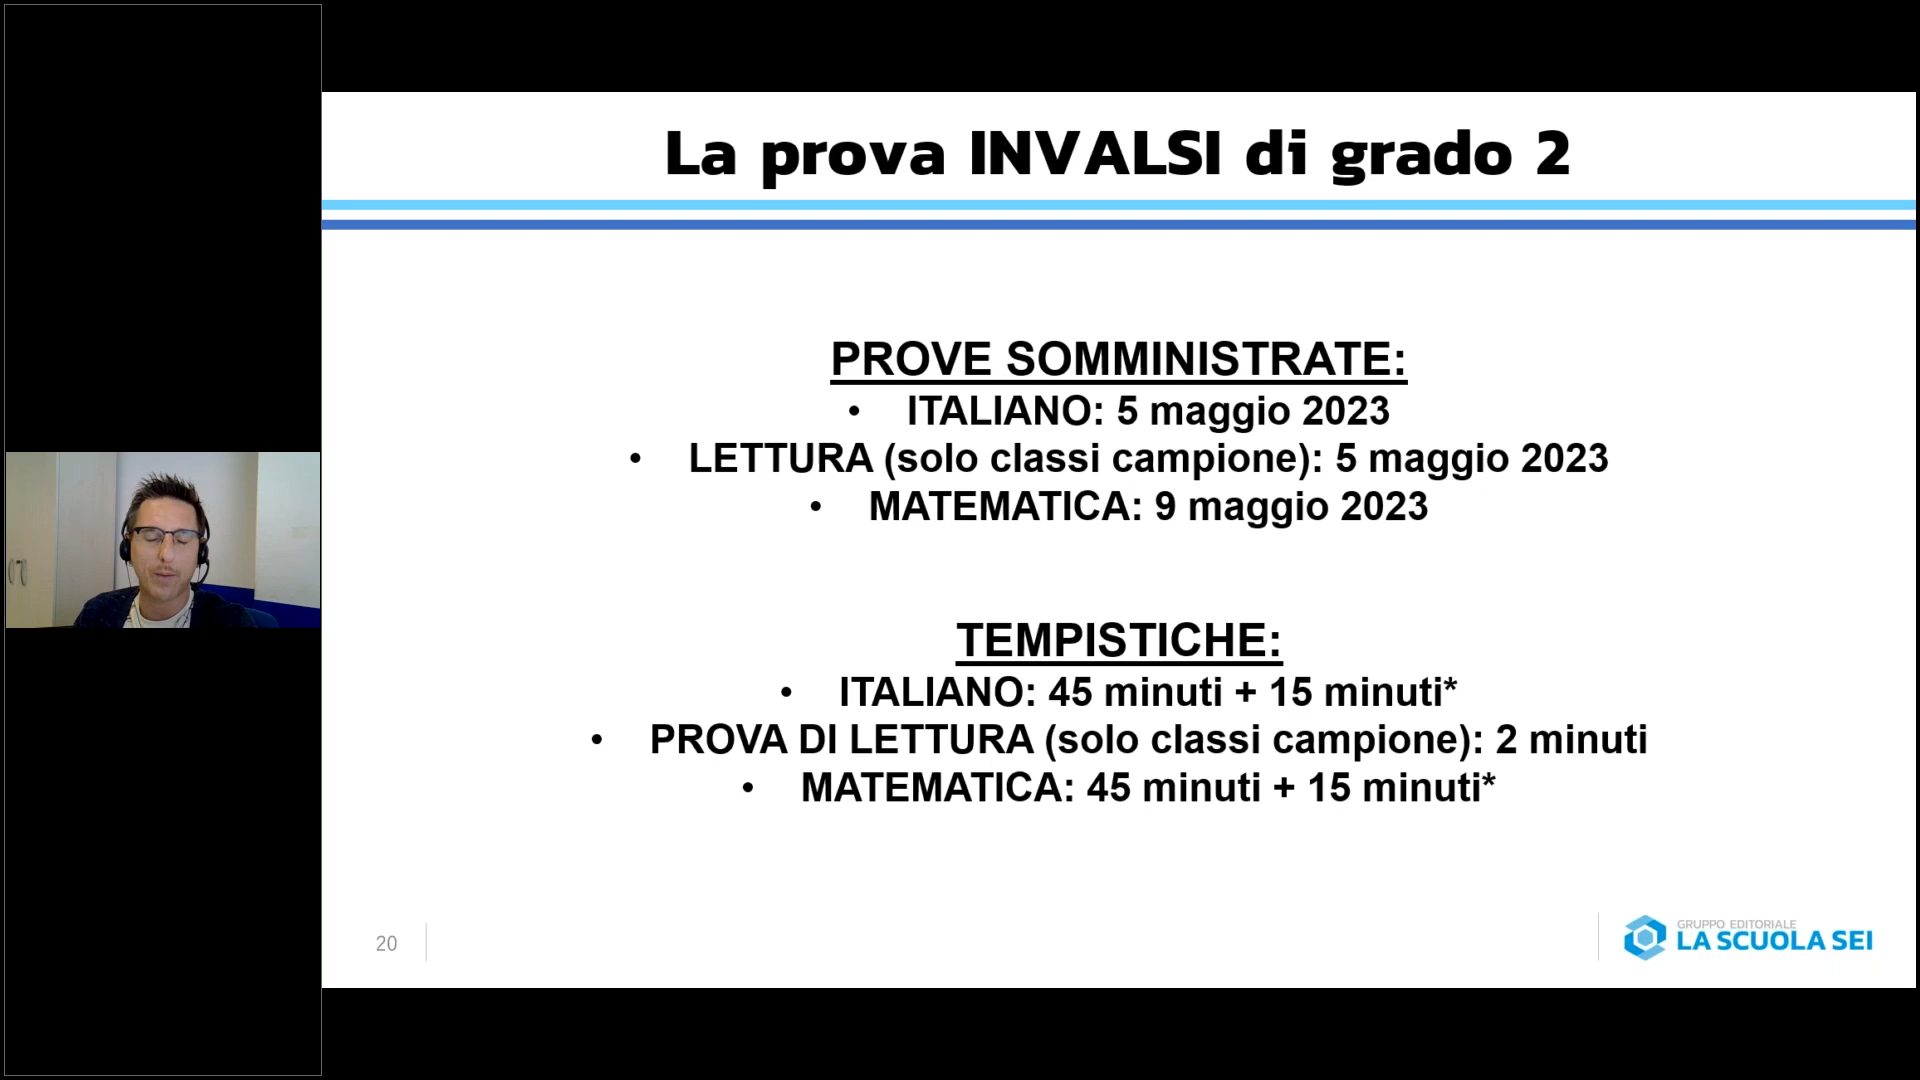 La prova INVALSI di grado 2
PROVE SOMMINISTRATE:
• ITALIANO: 5 maggio 2023
• LETTURA (solo classi campione): 5 maggio 2023
• MATEMATICA: 9 maggio 2023
TEMPISTICHE:
• ITALIANO: 45 minuti + 15 minuti*
• PROVA DI LETTURA (solo classi campione): 2 minuti
• MATEMATICA: 45 minuti + 15 minuti*
20
GRUPPO EDITORIALE
LA SCUOLA SEI